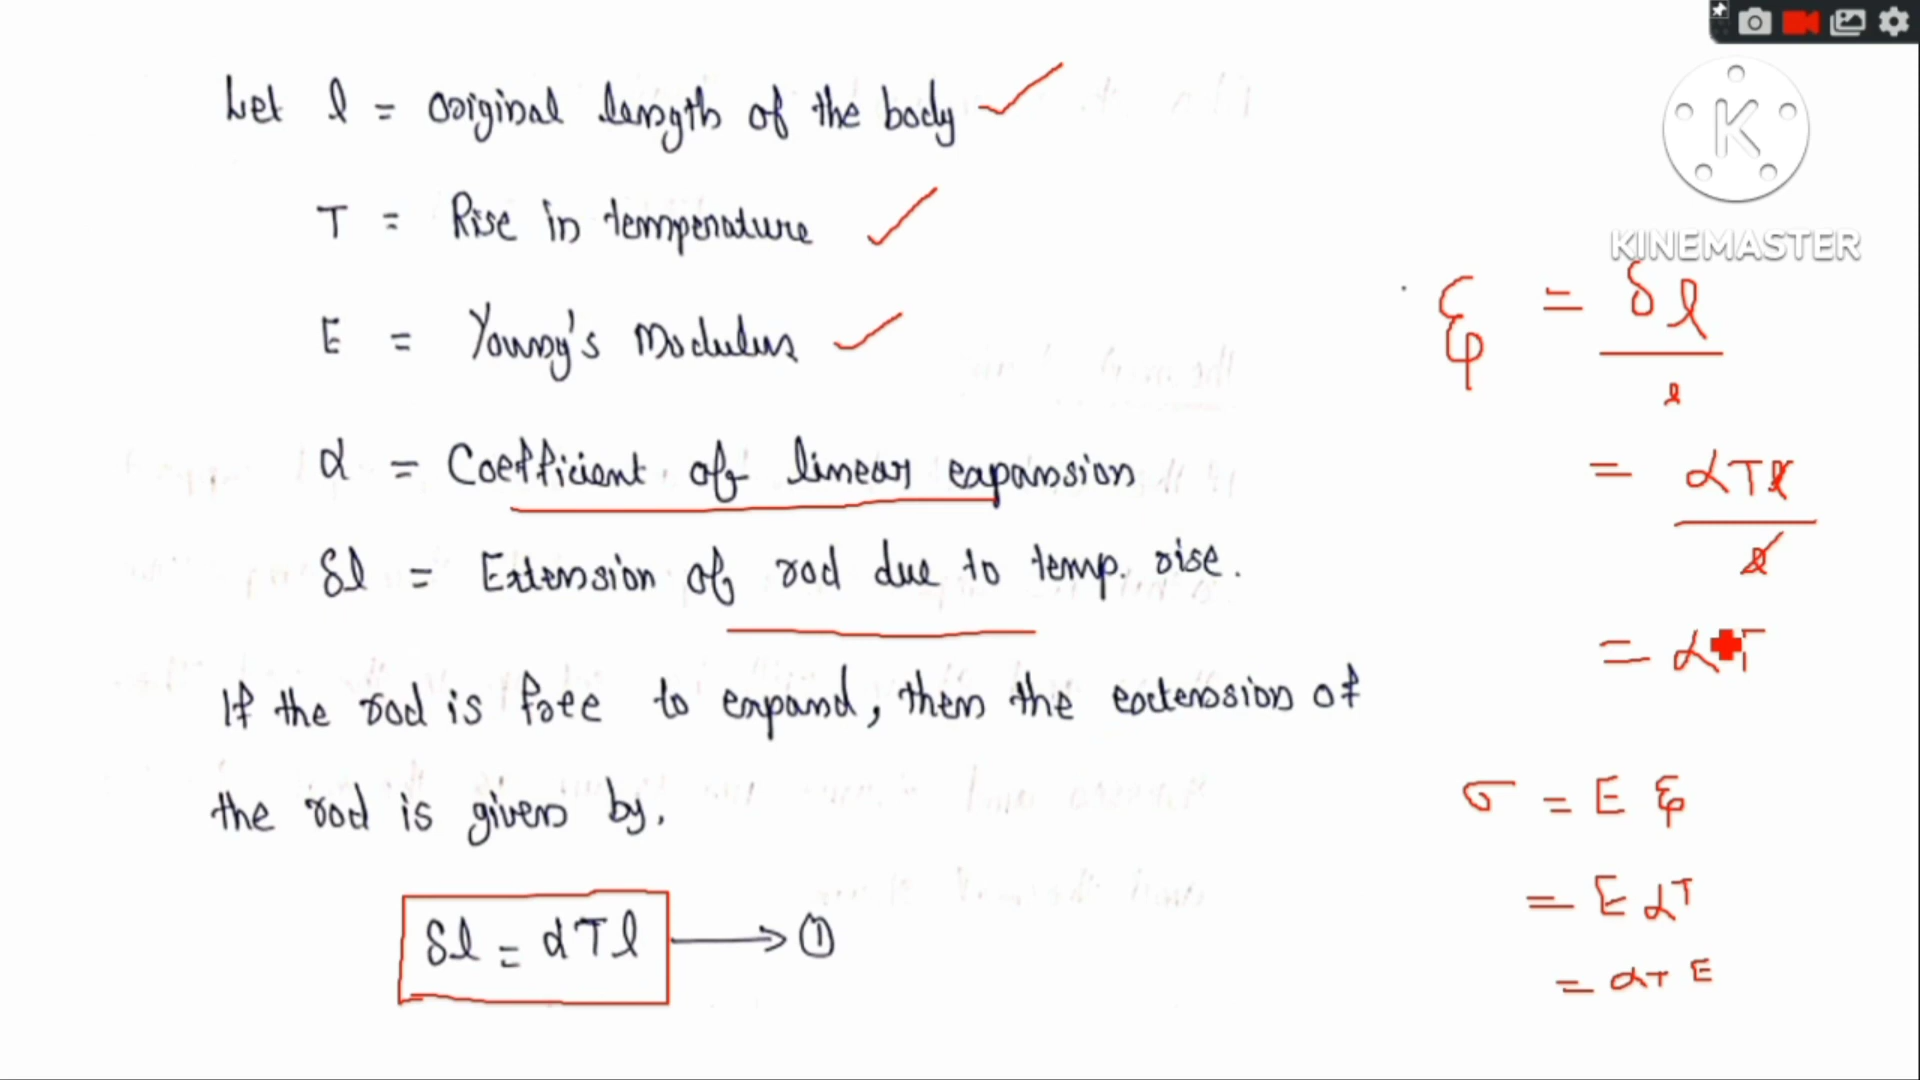 Let l = original length of the body
T = Rise in temperature
E = Young's Modulus
α = Coefficient of linear expansion
δl = Extension of rod due to temp. rise.
If the rod is free to expand, then the extension of
the rod is given by.
δl = αTl → ①
K
KINEMASTER
ξ = δl / l
= αTl / l
= αT
σ = E ξ
= E αT
= αT E